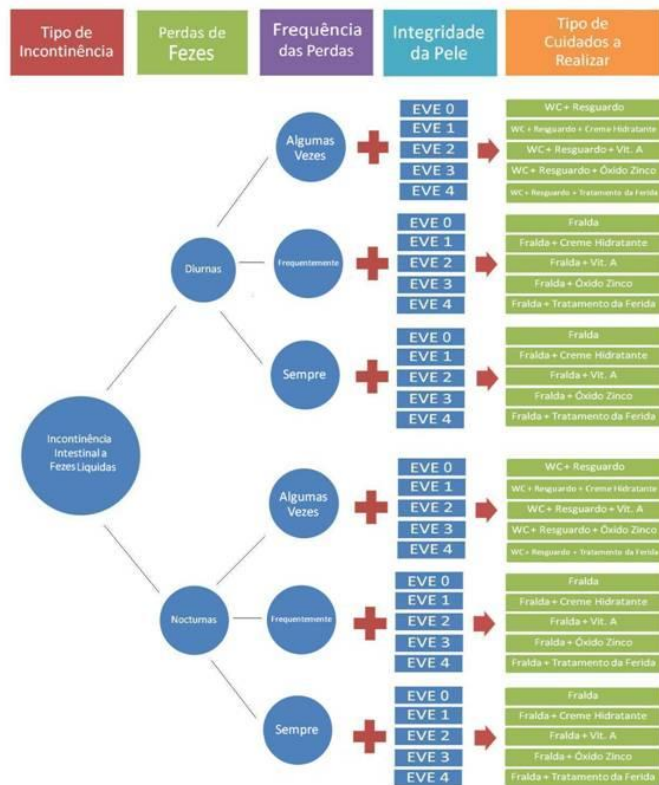 Tipo de
Incontinência
Perdas de
Fezes
Frequência
das Perdas
Integridade
da Pele
Tipo de
Cuidados a
Realizar
Incontinência
Intestinal a
Fezes Liquidas
Diurnas
Algumas
Vezes
EVE 0
EVE 1
EVE 2
EVE 3
EVE 4
WC + Resguardo
WC + Resguardo + Creme Hidratante
WC + Resguardo + Vit. A
WC + Resguardo + Óxido Zinco
WC + Resguardo + Tratamento da Ferida
Frequentemente
EVE 0
EVE 1
EVE 2
EVE 3
EVE 4
Fralda
Fralda + Creme Hidratante
Fralda + Vit. A
Fralda + Óxido Zinco
Fralda + Tratamento da Ferida
Sempre
EVE 0
EVE 1
EVE 2
EVE 3
EVE 4
Fralda
Fralda + Creme Hidratante
Fralda + Vit. A
Fralda + Óxido Zinco
Fralda + Tratamento da Ferida
Nocturnas
Algumas
Vezes
EVE 0
EVE 1
EVE 2
EVE 3
EVE 4
WC + Resguardo
WC + Resguardo + Creme Hidratante
WC + Resguardo + Vit. A
WC + Resguardo + Óxido Zinco
WC + Resguardo + Tratamento da Ferida
Frequentemente
EVE 0
EVE 1
EVE 2
EVE 3
EVE 4
Fralda
Fralda + Creme Hidratante
Fralda + Vit. A
Fralda + Óxido Zinco
Fralda + Tratamento da Ferida
Sempre
EVE 0
EVE 1
EVE 2
EVE 3
EVE 4
Fralda
Fralda + Creme Hidratante
Fralda + Vit. A
Fralda + Óxido Zinco
Fralda + Tratamento da Ferida